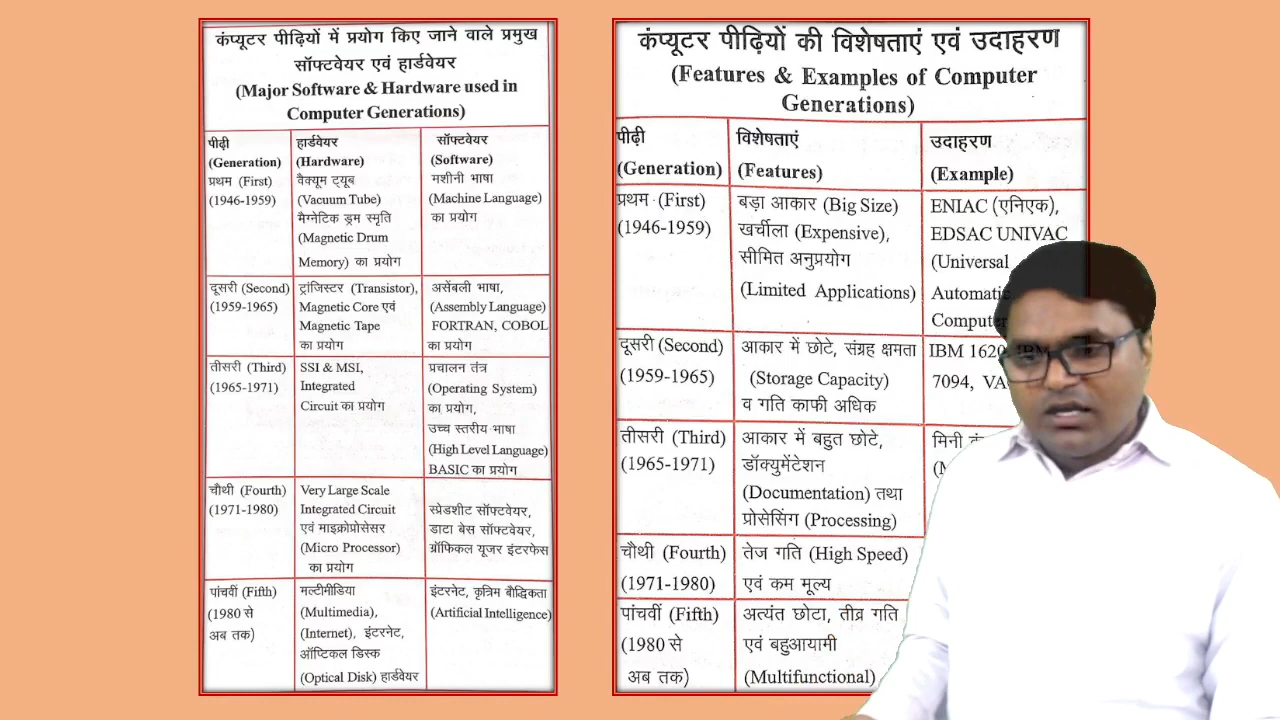 कंप्यूटर पीढ़ियों में प्रयोग किए जाने वाले प्रमुख
सॉफ्टवेयर एवं हार्डवेयर
(Major Software & Hardware used in
Computer Generations)
पीढ़ी
(Generation)
हार्डवेयर
(Hardware)
सॉफ्टवेयर
(Software)
प्रथम (First)
(1946-1959)
वैक्यूम ट्यूब
(Vacuum Tube)
मैग्नेटिक ड्रम स्मृति
(Magnetic Drum
Memory) का प्रयोग
मशीनी भाषा
(Machine Language)
का प्रयोग
दूसरी (Second)
(1959-1965)
ट्रांजिस्टर (Transistor),
Magnetic Core एवं
Magnetic Tape
का प्रयोग
असेंबली भाषा,
(Assembly Language)
FORTRAN, COBOL
का प्रयोग
तीसरी (Third)
(1965-1971)
SSI & MSI,
Integrated
Circuit का प्रयोग
प्रचालन तंत्र
(Operating System)
का प्रयोग,
उच्च स्तरीय भाषा
(High Level Language)
BASIC का प्रयोग
चौथी (Fourth)
(1971-1980)
Very Large Scale
Integrated Circuit
एवं माइक्रोप्रोसेसर
(Micro Processor)
का प्रयोग
स्प्रेडशीट सॉफ्टवेयर,
डाटा बेस सॉफ्टवेयर,
ग्रॉफिकल यूजर इंटरफेस
पांचवीं (Fifth)
(1980 से
अब तक)
मल्टीमीडिया
(Multimedia),
(Internet), इंटरनेट,
ऑप्टिकल डिस्क
(Optical Disk) हार्डवेयर
इंटरनेट, कृत्रिम बौद्धिकता
(Artificial Intelligence)
कंप्यूटर पीढ़ियों की विशेषताएं एवं उदाहरण
(Features & Examples of Computer
Generations)
पीढ़ी
(Generation)
विशेषताएं
(Features)
उदाहरण
(Example)
प्रथम (First)
(1946-1959)
बड़ा आकार (Big Size)
खर्चीला (Expensive),
सीमित अनुप्रयोग
(Limited Applications)
ENIAC (एनिएक),
EDSAC UNIVAC
(Universal
Automatic
Computer
दूसरी (Second)
(1959-1965)
आकार में छोटे, संग्रह क्षमता
(Storage Capacity)
व गति काफी अधिक
IBM 1620, IBM
7094,
तीसरी (Third)
(1965-1971)
आकार में बहुत छोटे,
डॉक्युमेंटेशन
(Documentation) तथा
प्रोसेसिंग (Processing)
मिनी
चौथी (Fourth)
(1971-1980)
तेज गति (High Speed)
एवं कम मूल्य
पांचवीं (Fifth)
(1980 से
अब तक)
अत्यंत छोटा, तीव्र गति
एवं बहुआयामी
(Multifunctional)